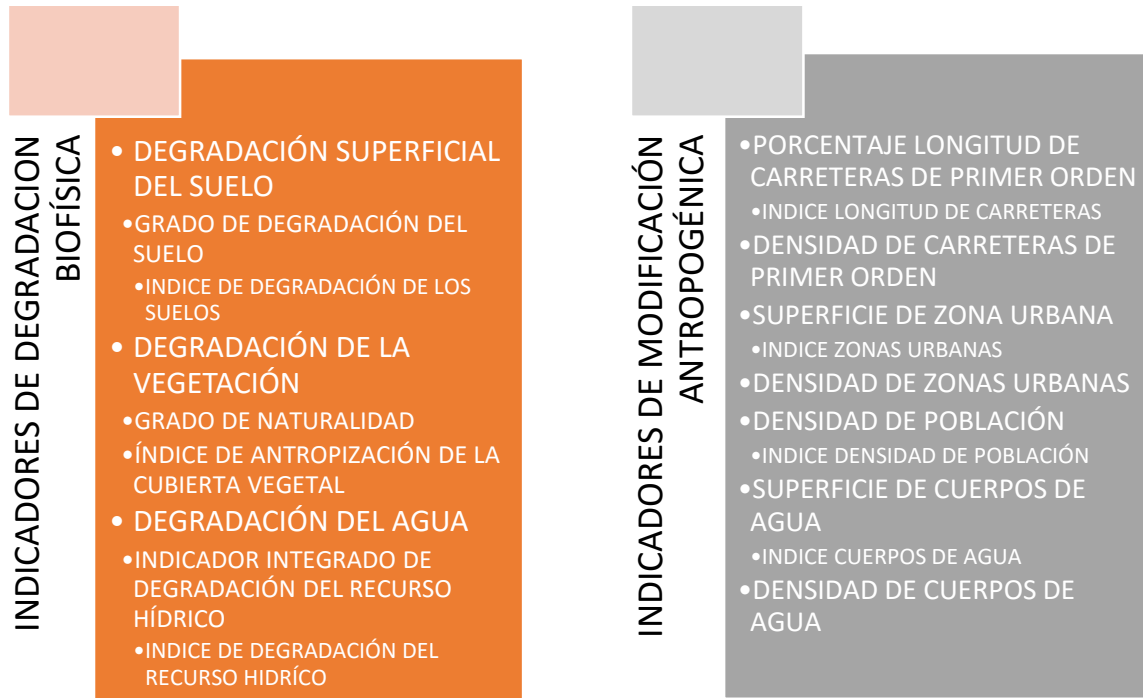 INDICADORES DE DEGRADACION
BIOFÍSICA
• DEGRADACIÓN SUPERFICIAL
DEL SUELO
•GRADO DE DEGRADACIÓN DEL
SUELO
•INDICE DE DEGRADACIÓN DE LOS
SUELOS
• DEGRADACIÓN DE LA
VEGETACIÓN
•GRADO DE NATURALIDAD
•ÍNDICE DE ANTROPIZACIÓN DE LA
CUBIERTA VEGETAL
• DEGRADACIÓN DEL AGUA
•INDICADOR INTEGRADO DE
DEGRADACIÓN DEL RECURSO
HÍDRICO
•INDICE DE DEGRADACIÓN DEL
RECURSO HIDRÍCO
INDICADORES DE MODIFICACIÓN
ANTROPOGÉNICA
•PORCENTAJE LONGITUD DE
CARRETERAS DE PRIMER ORDEN
•INDICE LONGITUD DE CARRETERAS
•DENSIDAD DE CARRETERAS DE
PRIMER ORDEN
•SUPERFICIE DE ZONA URBANA
•INDICE ZONAS URBANAS
•DENSIDAD DE ZONAS URBANAS
•DENSIDAD DE POBLACIÓN
•INDICE DENSIDAD DE POBLACIÓN
•SUPERFICIE DE CUERPOS DE
AGUA
•INDICE CUERPOS DE AGUA
•DENSIDAD DE CUERPOS DE
AGUA